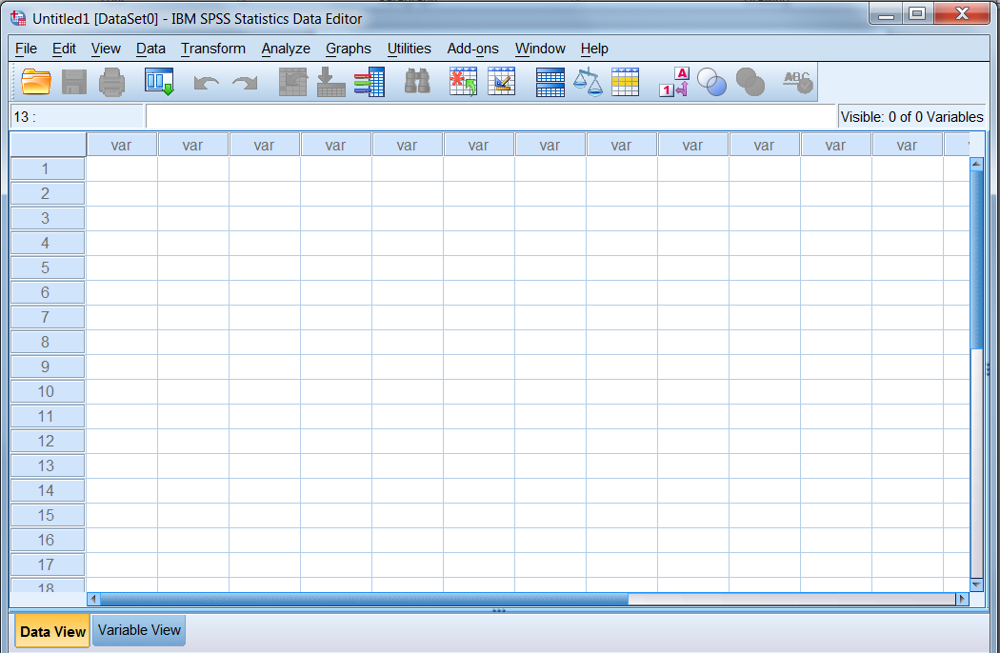 Untitled1 [DataSet0] - IBM SPSS Statistics Data Editor
File Edit View Data Transform Analyze Graphs Utilities Add-ons Window Help
A
1
ABC
13 :
Visible: 0 of 0 Variables
var var var var var var var var var var var var
1
2
3
4
5
6
7
8
9
10
11
12
13
14
15
16
17
18
Data View Variable View